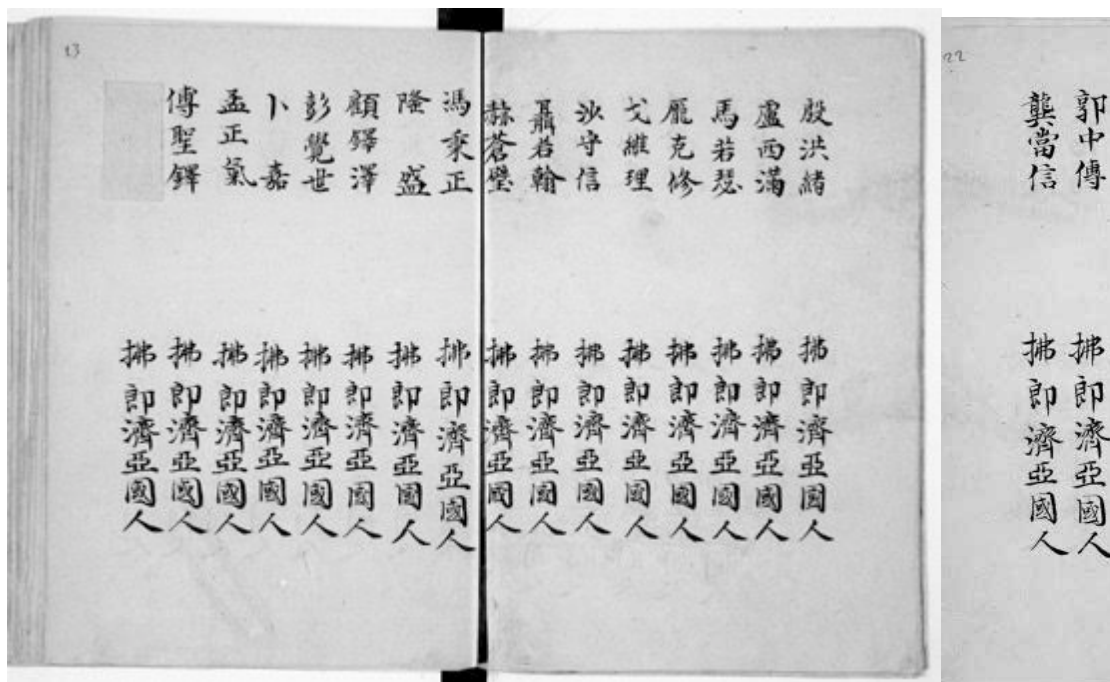 22
郭中傳 拂郎濟亞國人
龔當信 拂郎濟亞國人
殷洪緒 拂郎濟亞國人
盧西滿 拂郎濟亞國人
馬若瑟 拂郎濟亞國人
龐克修 拂郎濟亞國人
戈維理 拂郎濟亞國人
沙守信 拂郎濟亞國人
聶若翰 拂郎濟亞國人
赫蒼璧 拂郎濟亞國人
馮秉正 拂郎濟亞國人
隆盛 拂郎濟亞國人
顧鐸澤 拂郎濟亞國人
彭覺世 拂郎濟亞國人
卜嘉 拂郎濟亞國人
孟正氣 拂郎濟亞國人
傅聖鐸 拂郎濟亞國人
拂郎濟亞國人
23